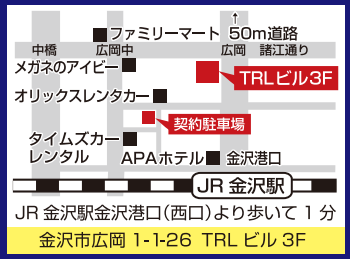 ↑
ファミリーマート 50m道路
中橋 広岡中 広岡 諸江通り
メガネのアイビー
TRLビル3F
オリックスレンタカー
契約駐車場
タイムズカー
レンタル
APAホテル 金沢港口
JR 金沢駅
JR 金沢駅金沢港口(西口)より歩いて 1 分
金沢市広岡 1-1-26 TRL ビル 3F